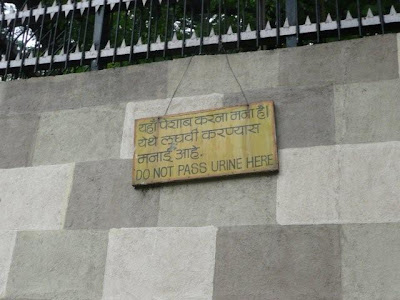 यहाँ पेशाब करना मना है।
येथे लघवी करण्यास
मनाई आहे.
DO NOT PASS URINE HERE